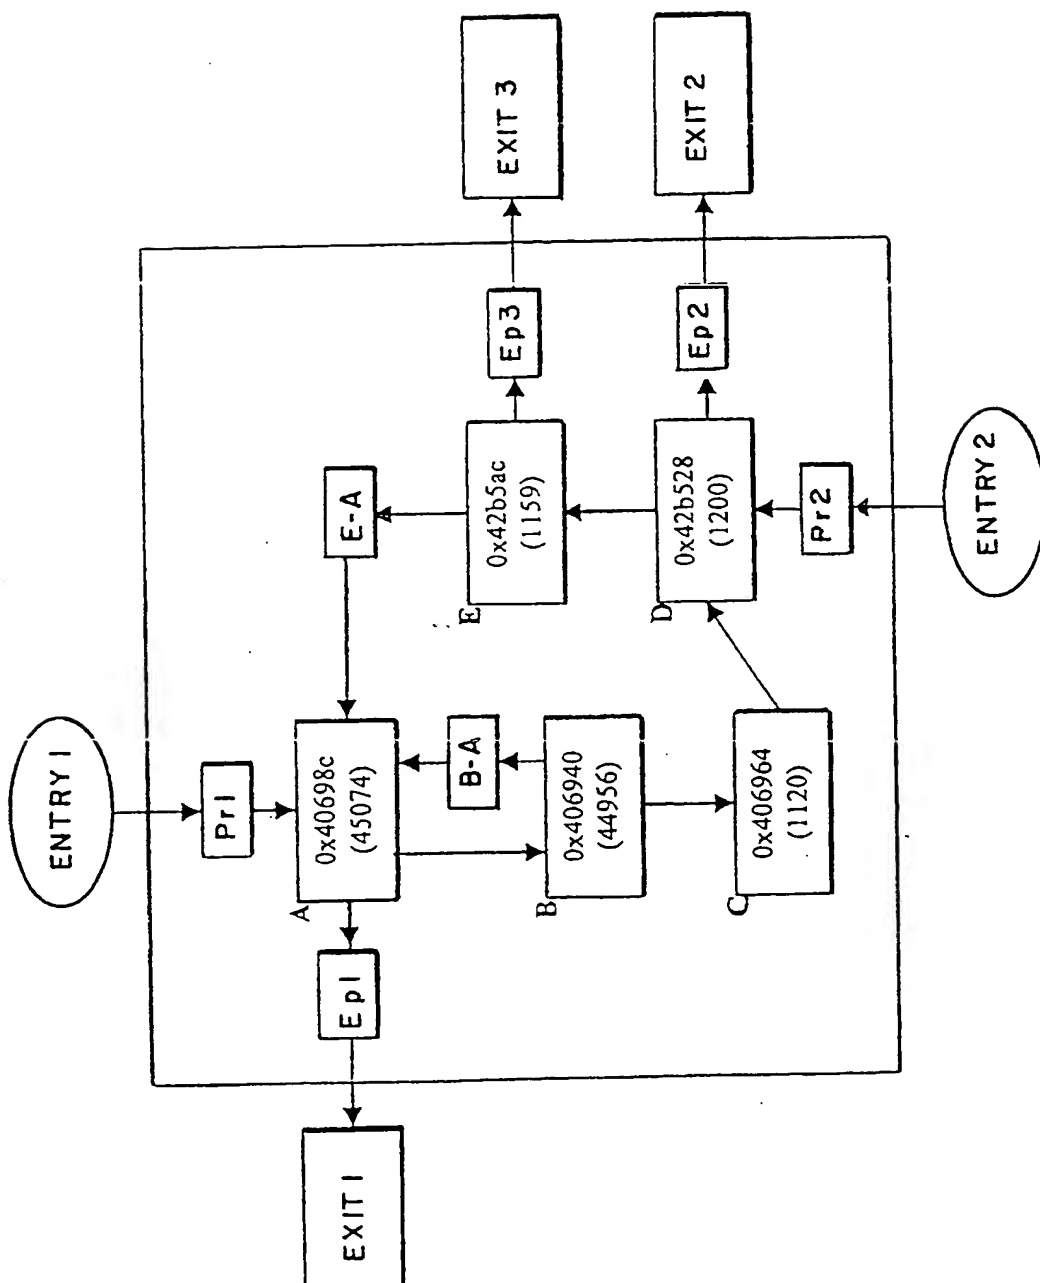 ENTRY 1
Pr1
A
0x40698c
(45074)
Ep1
EXIT 1
B-A
B
0x406940
(44956)
C
0x406964
(1120)
E-A
E
0x42b5ac
(1159)
Ep3
EXIT 3
D
0x42b528
(1200)
Ep2
EXIT 2
Pr2
ENTRY 2